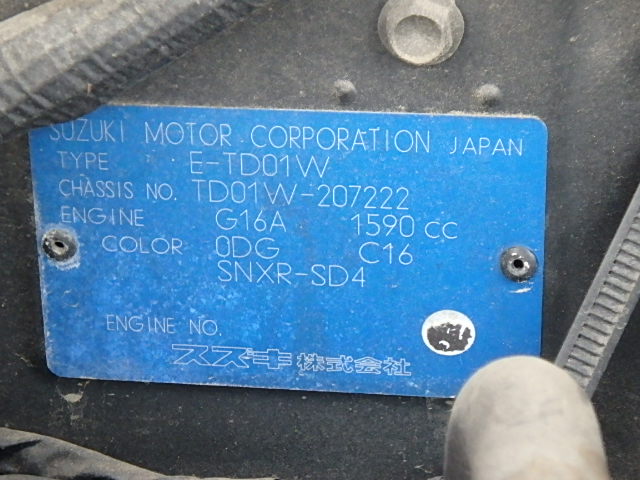 SUZUKI MOTOR CORPORATION JAPAN
TYPE E-TD01W
CHASSIS NO. TD01W-207222
ENGINE G16A 1590 CC
COLOR 0DG C16
SNXR-SD4
ENGINE NO.
スズキ株式会社